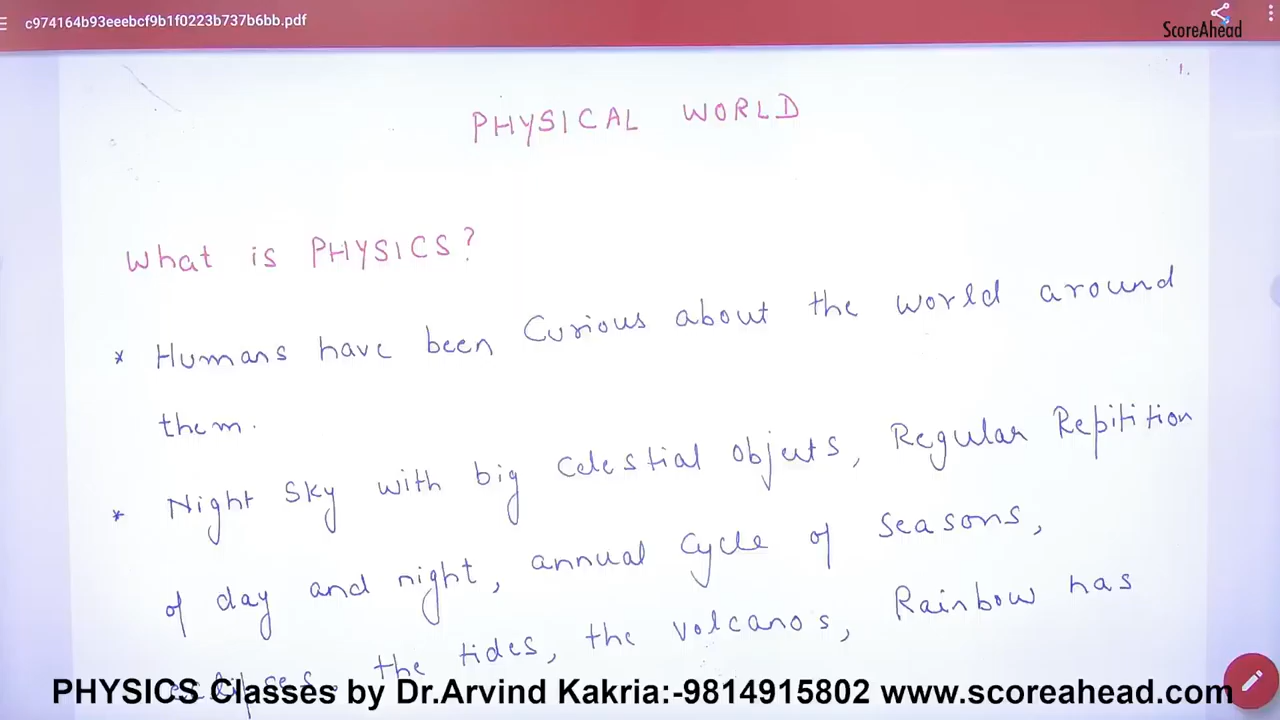 c974164b93eeebcf9b1f0223b737b6bb.pdf
ScoreAhead
1.
PHYSICAL WORLD
What is PHYSICS?
* Humans have been Curious about the world around
them.
* Night Sky with big Celestial objects, Regular Repitition
of day and night, annual Cycle of Seasons,
the tides, the volcanos, Rainbow has
PHYSICS Classes by Dr.Arvind Kakria:-9814915802 www.scoreahead.com